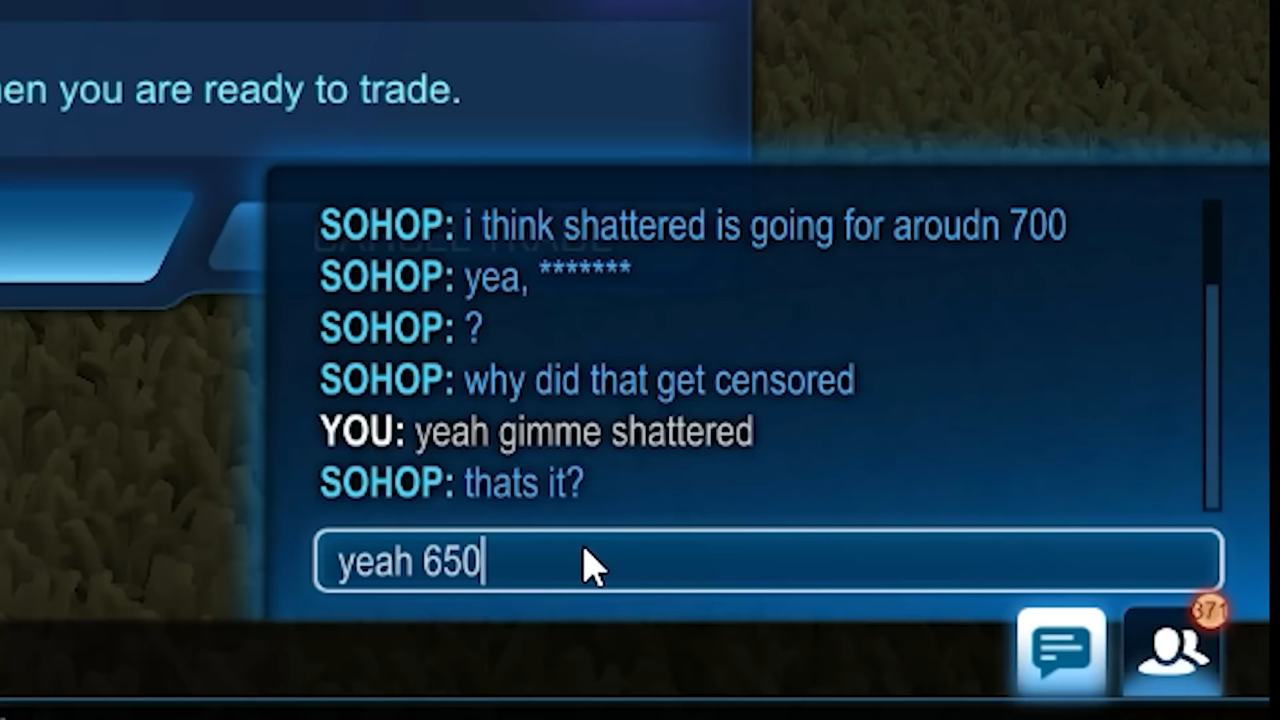 en you are ready to trade.
SOHOP: i think shattered is going for aroudn 700
SOHOP: yea, *******
SOHOP: ?
SOHOP: why did that get censored
YOU: yeah gimme shattered
SOHOP: thats it?
yeah 650
371